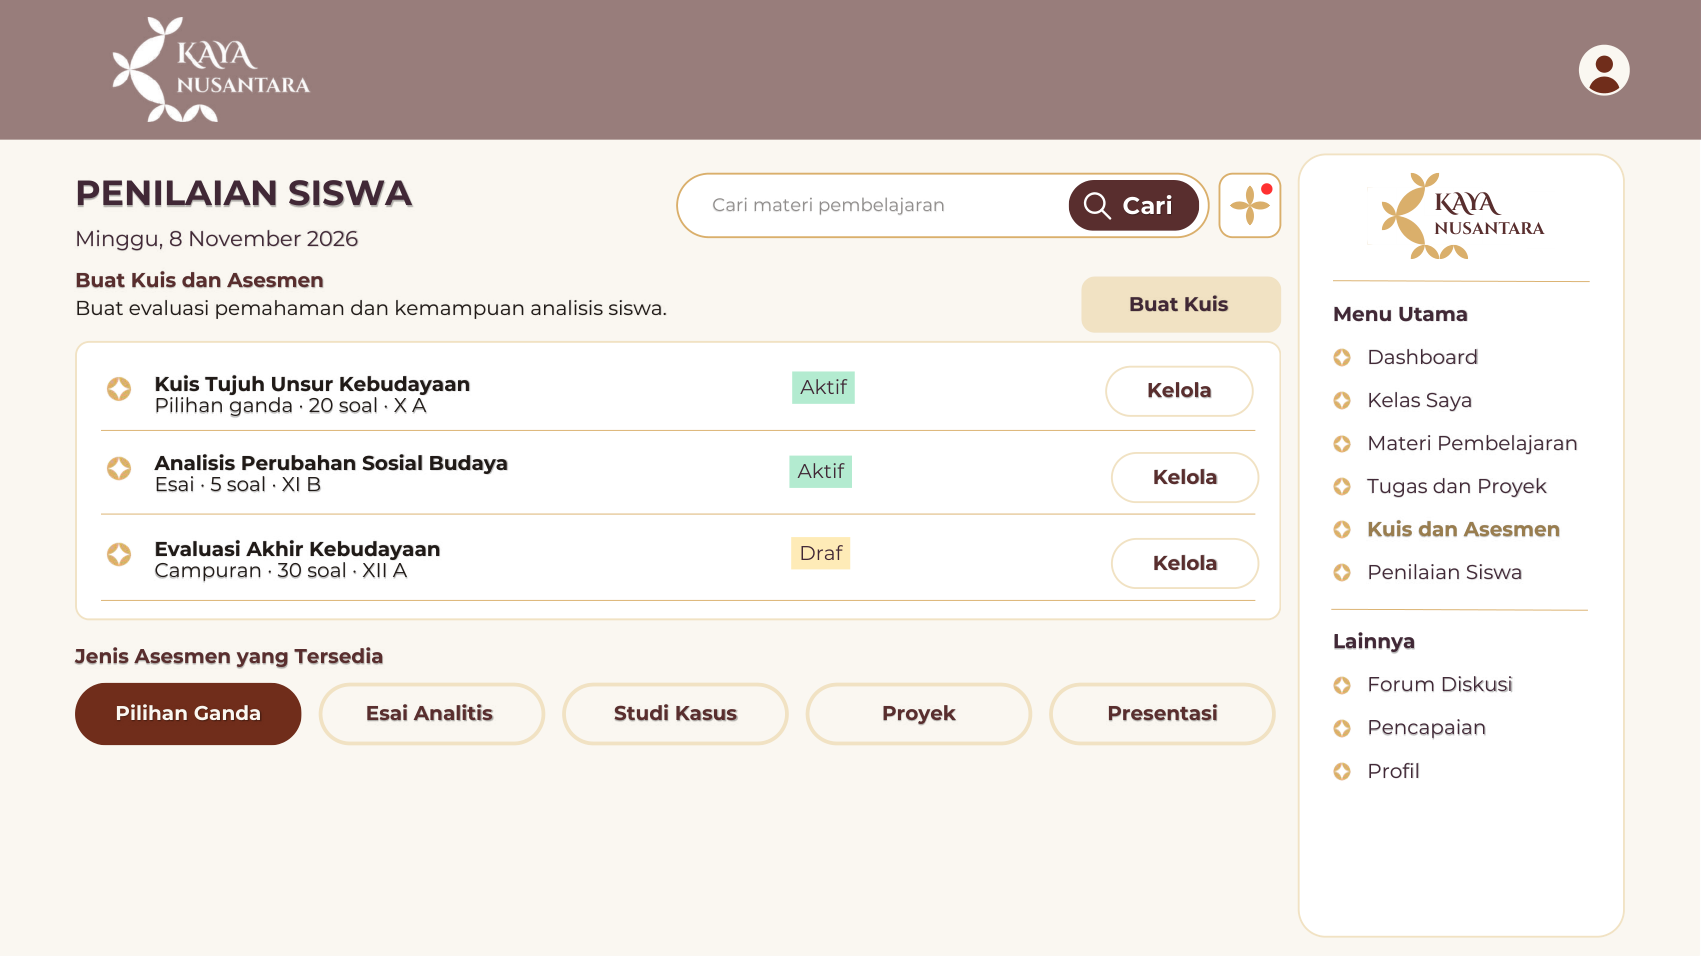 KAYA
NUSANTARA
PENILAIAN SISWA
Minggu, 8 November 2026
Cari materi pembelajaran
Cari
Buat Kuis dan Asesmen
Buat evaluasi pemahaman dan kemampuan analisis siswa.
Buat Kuis
Kuis Tujuh Unsur Kebudayaan
Pilihan ganda · 20 soal · X A
Aktif
Kelola
Analisis Perubahan Sosial Budaya
Esai · 5 soal · XI B
Aktif
Kelola
Evaluasi Akhir Kebudayaan
Campuran · 30 soal · XII A
Draf
Kelola
Jenis Asesmen yang Tersedia
Pilihan Ganda
Esai Analitis
Studi Kasus
Proyek
Presentasi
KAYA
NUSANTARA
Menu Utama
Dashboard
Kelas Saya
Materi Pembelajaran
Tugas dan Proyek
Kuis dan Asesmen
Penilaian Siswa
Lainnya
Forum Diskusi
Pencapaian
Profil